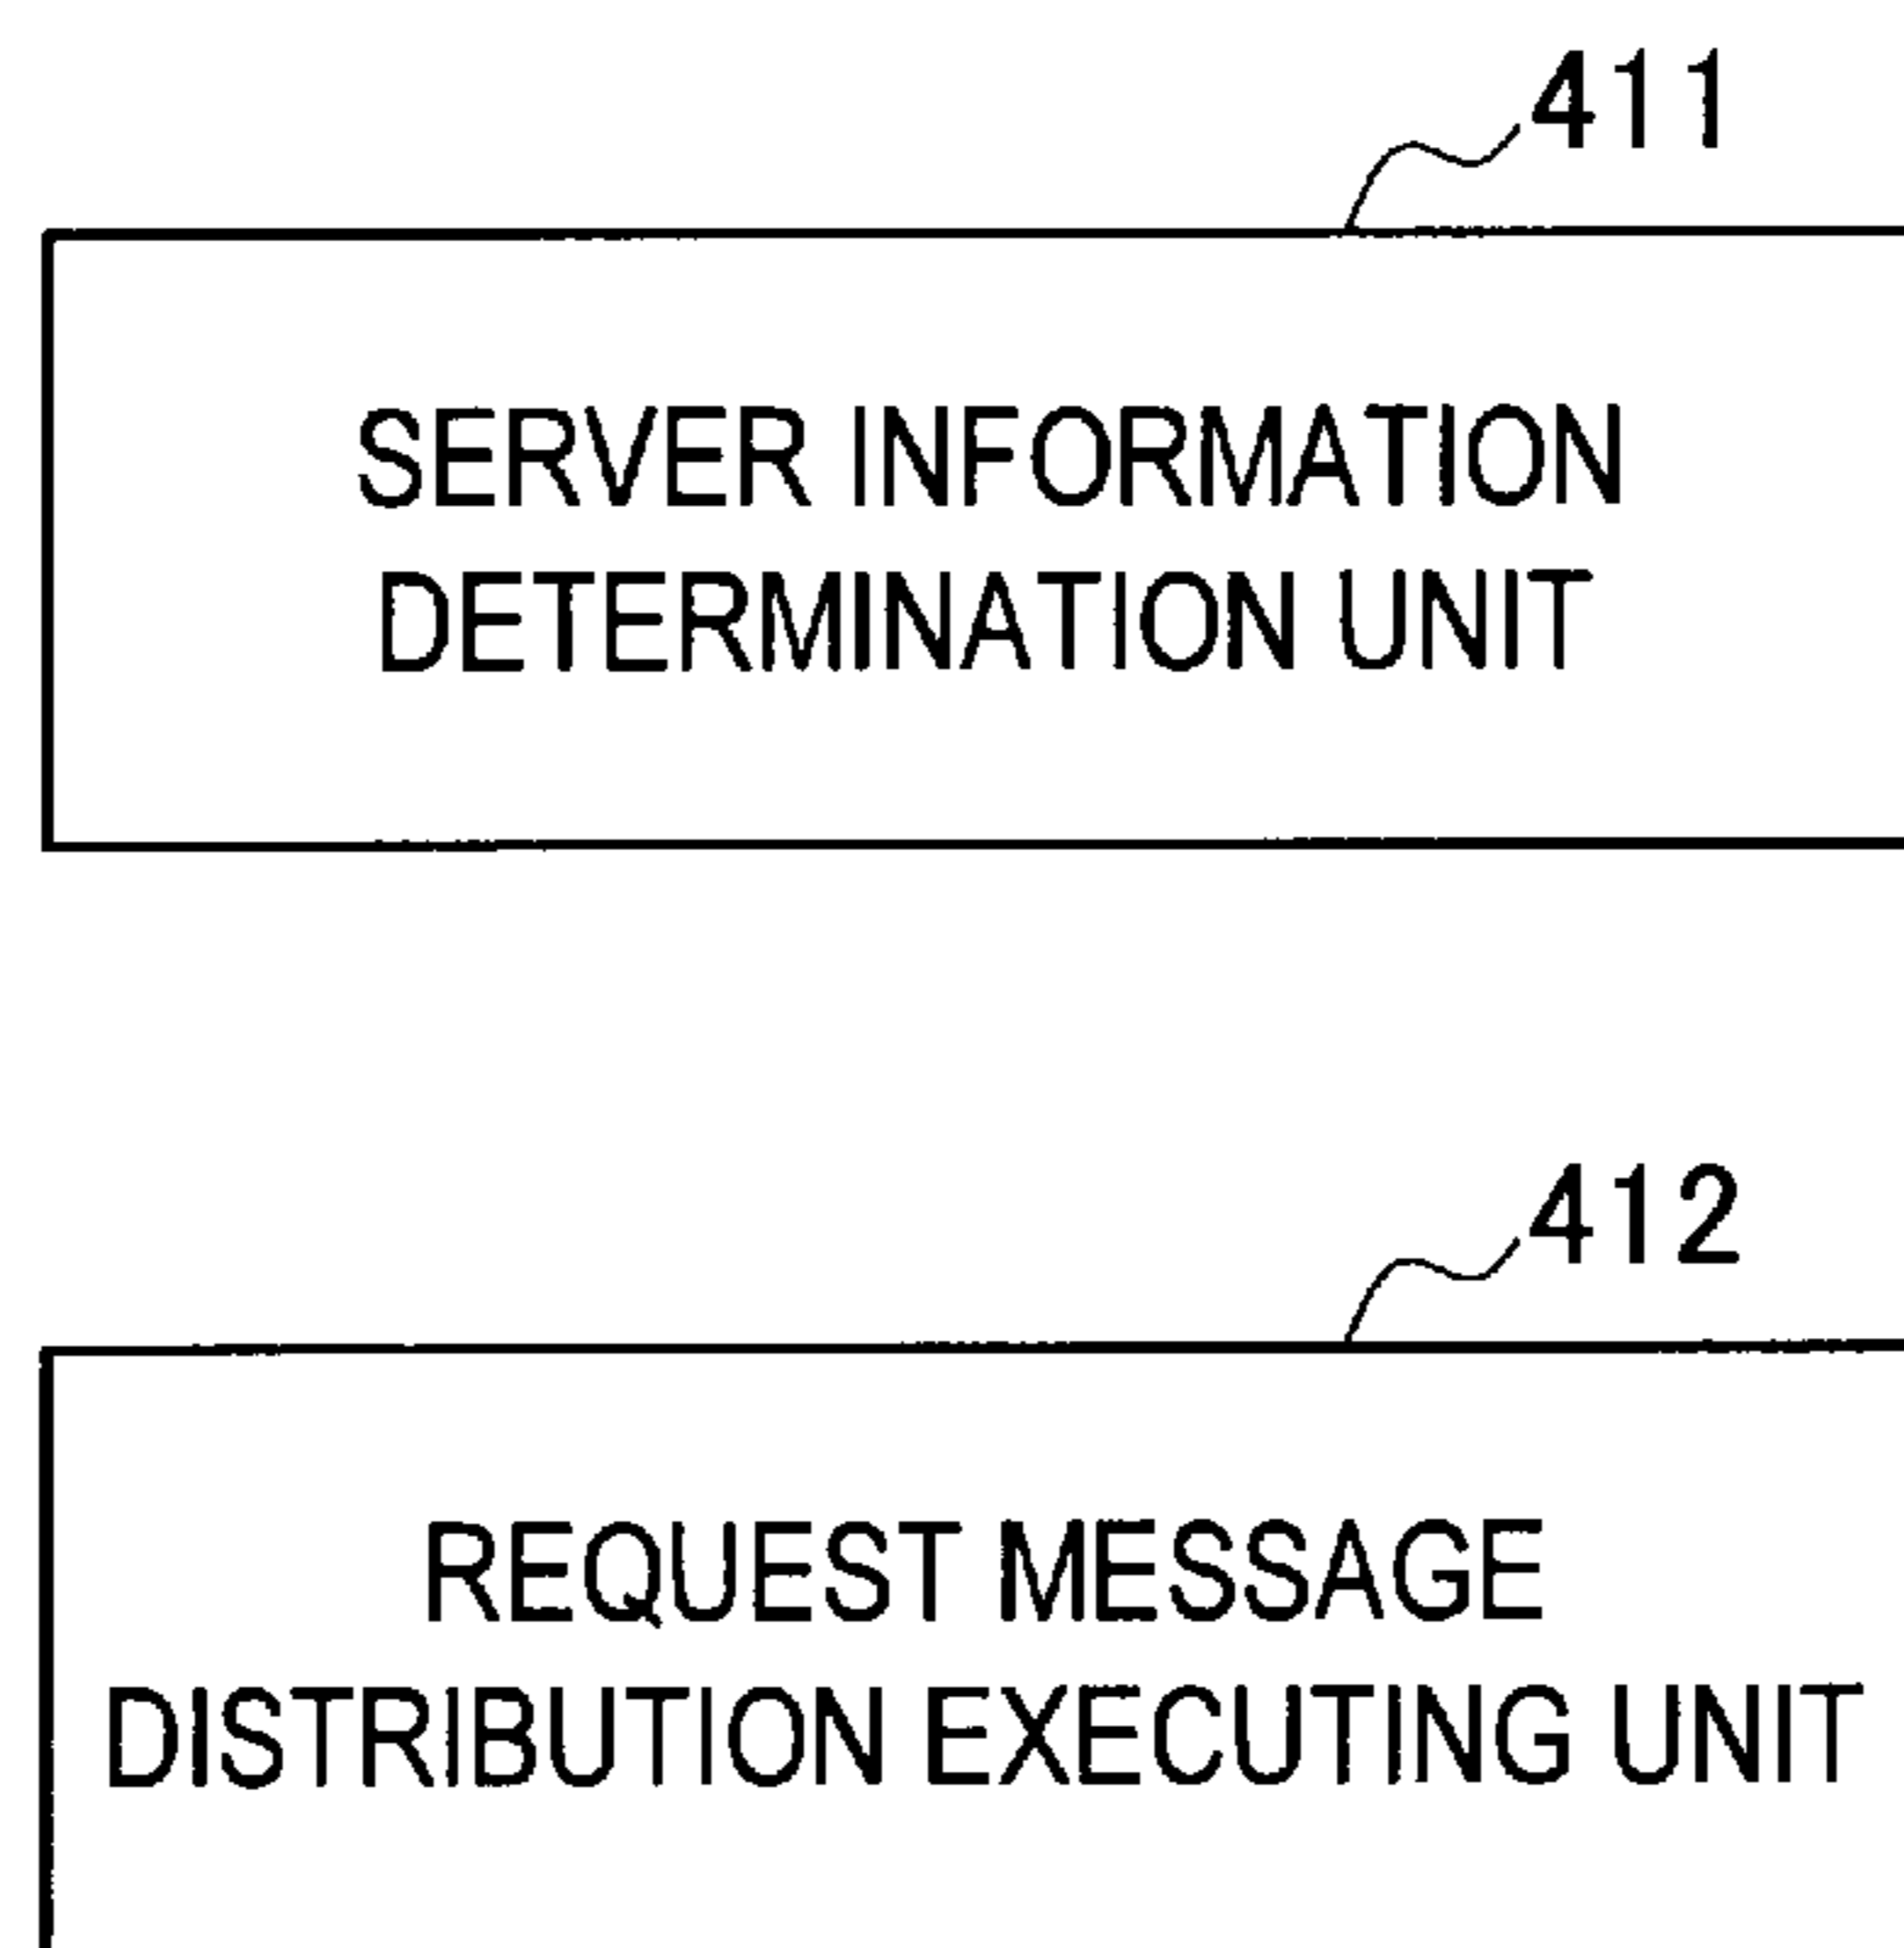 411
SERVER INFORMATION
DETERMINATION UNIT
412
REQUEST MESSAGE
DISTRIBUTION EXECUTING UNIT